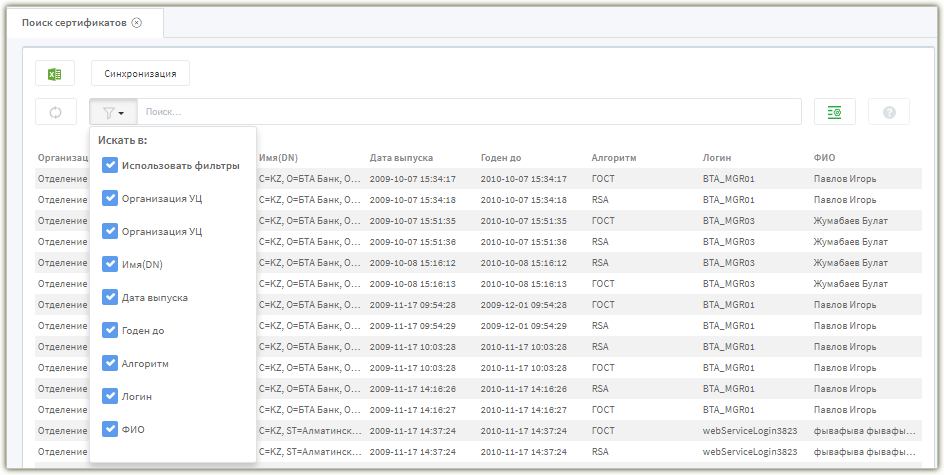 Поиск сертификатов
Синхронизация
Поиск...
Искать в:
Использовать фильтры
Организация УЦ
Организация УЦ
Имя(DN)
Дата выпуска
Годен до
Алгоритм
Логин
ФИО
Организац Имя(DN) Дата выпуска Годен до Алгоритм Логин ФИО
Отделение C=KZ, O=БТА Банк, O... 2009-10-07 15:34:17 2010-10-07 15:34:17 ГОСТ BTA_MGR01 Павлов Игорь
Отделение C=KZ, O=БТА Банк, O... 2009-10-07 15:34:18 2010-10-07 15:34:18 RSA BTA_MGR01 Павлов Игорь
Отделение C=KZ, O=БТА Банк, O... 2009-10-07 15:51:35 2010-10-07 15:51:35 ГОСТ BTA_MGR03 Жумабаев Булат
Отделение C=KZ, O=БТА Банк, O... 2009-10-07 15:51:36 2010-10-07 15:51:36 RSA BTA_MGR03 Жумабаев Булат
Отделение C=KZ, O=БТА Банк, O... 2009-10-08 15:16:12 2010-10-08 15:16:12 RSA BTA_MGR03 Жумабаев Булат
Отделение C=KZ, O=БТА Банк, O... 2009-10-08 15:16:13 2010-10-08 15:16:13 ГОСТ BTA_MGR03 Жумабаев Булат
Отделение C=KZ, O=БТА Банк, O... 2009-11-17 09:54:28 2009-12-01 09:54:28 ГОСТ BTA_MGR01 Павлов Игорь
Отделение C=KZ, O=БТА Банк, O... 2009-11-17 09:54:29 2009-12-01 09:54:29 RSA BTA_MGR01 Павлов Игорь
Отделение C=KZ, O=БТА Банк, O... 2009-11-17 10:03:28 2010-11-17 10:03:28 RSA BTA_MGR01 Павлов Игорь
Отделение C=KZ, O=БТА Банк, O... 2009-11-17 10:03:28 2010-11-17 10:03:28 ГОСТ BTA_MGR01 Павлов Игорь
Отделение C=KZ, O=БТА Банк, O... 2009-11-17 14:16:26 2010-11-17 14:16:26 RSA BTA_MGR01 Павлов Игорь
Отделение C=KZ, O=БТА Банк, O... 2009-11-17 14:16:27 2010-11-17 14:16:27 ГОСТ BTA_MGR01 Павлов Игорь
Отделение C=KZ, ST=Алматинск... 2009-11-17 14:37:24 2010-11-17 14:37:24 ГОСТ webServiceLogin3823 фывафыва фывафы...
Отделение C=KZ, ST=Алматинск... 2009-11-17 14:37:24 2010-11-17 14:37:24 RSA webServiceLogin3823 фывафыва фывафы...